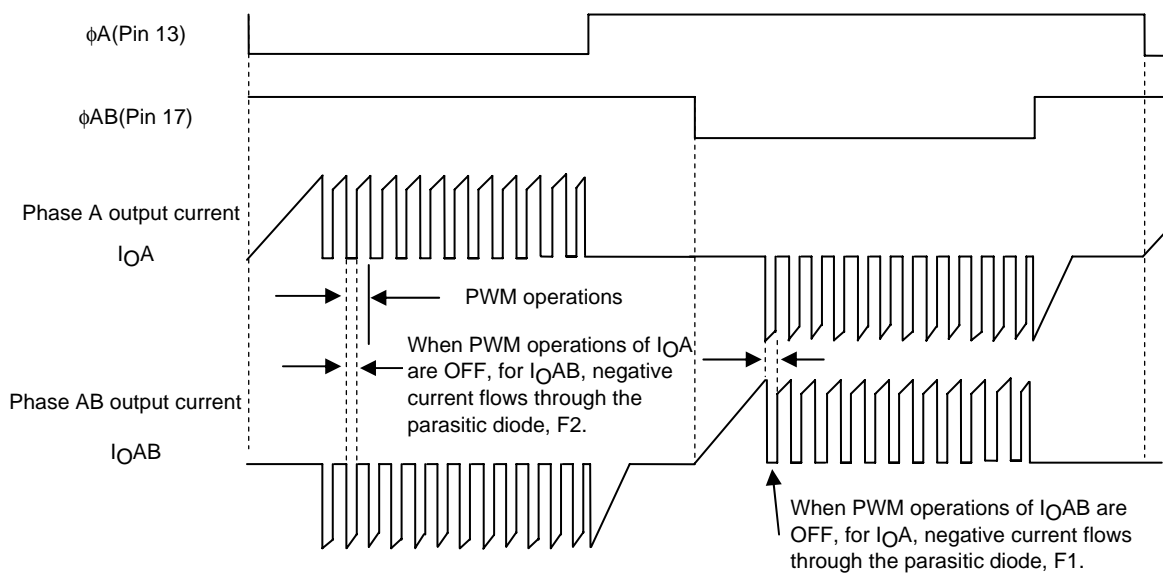 ϕA(Pin 13)
ϕAB(Pin 17)
Phase A output current
IOA
PWM operations
When PWM operations of IOA
are OFF, for IOAB, negative
current flows through the
parasitic diode, F2.
Phase AB output current
IOAB
When PWM operations of IOAB are
OFF, for IOA, negative current flows
through the parasitic diode, F1.